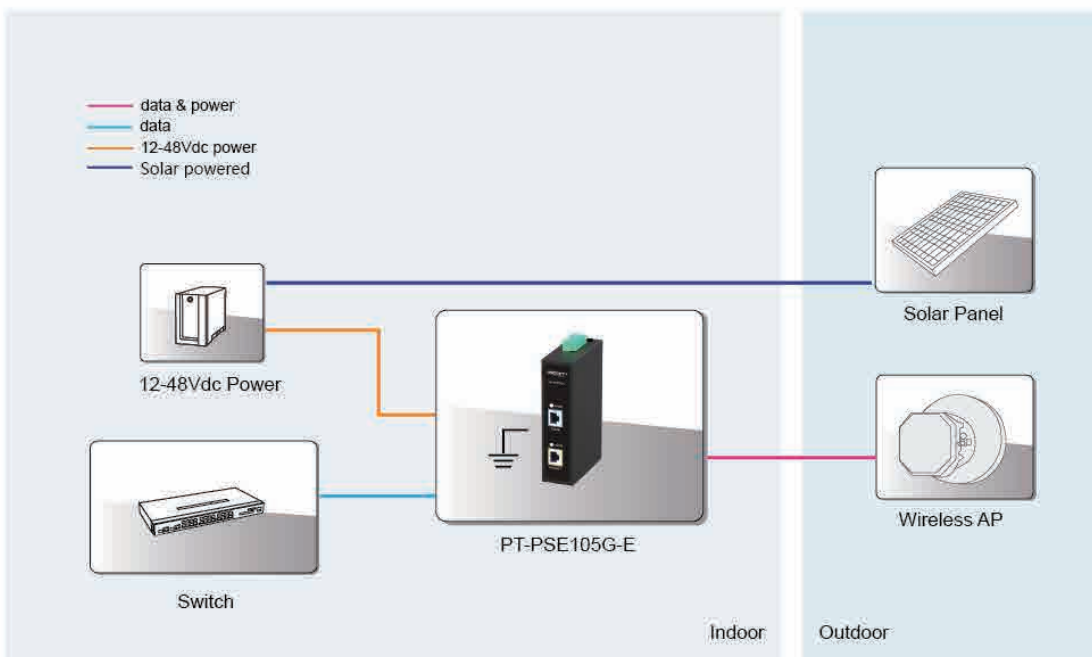 data & power
data
12-48Vdc power
Solar powered
Solar Panel
12-48Vdc Power
Wireless AP
PT-PSE105G-E
Switch
Indoor
Outdoor